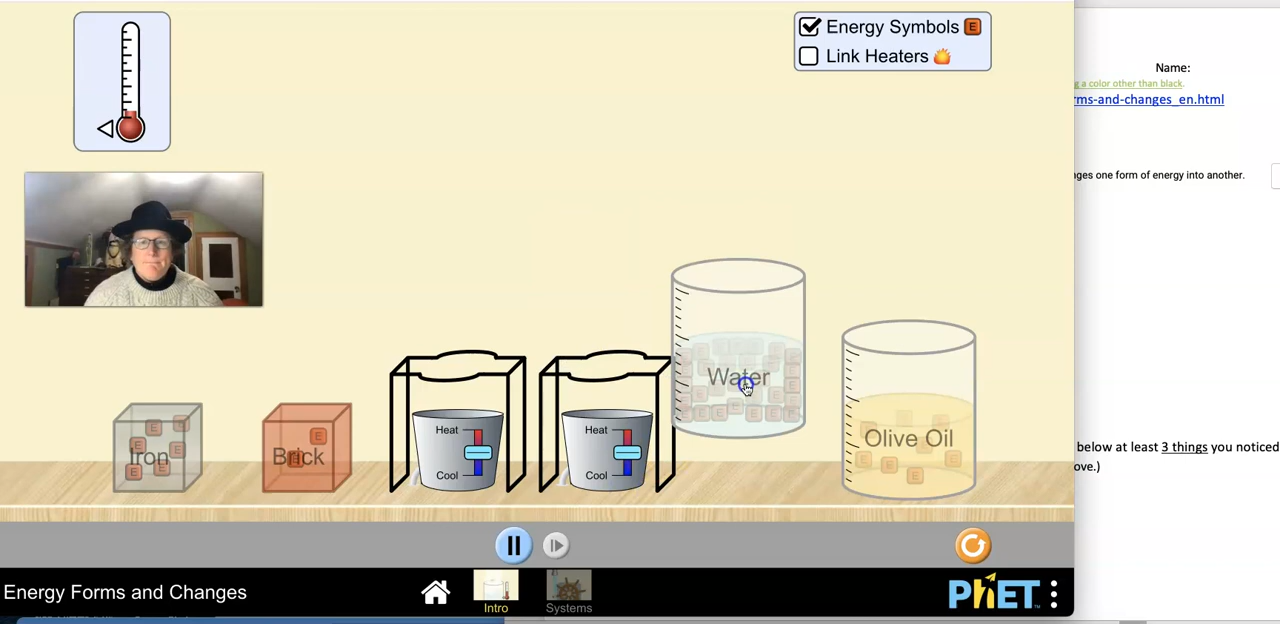 Energy Symbols E
Link Heaters
Name:
g a color other than black.
rms-and-changes_en.html
nges one form of energy into another.
Water
Iron
Brick
Heat
Cool
Heat
Cool
Olive Oil
below at least 3 things you noticed
ove.)
Energy Forms and Changes
Intro
Systems
PhET